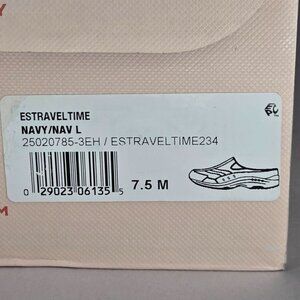 Y
ESTRAVELTIME
NAVY/NAV L
25020785-3EH / ESTRAVELTIME234
0 29023 06135 5
7.5 M
M